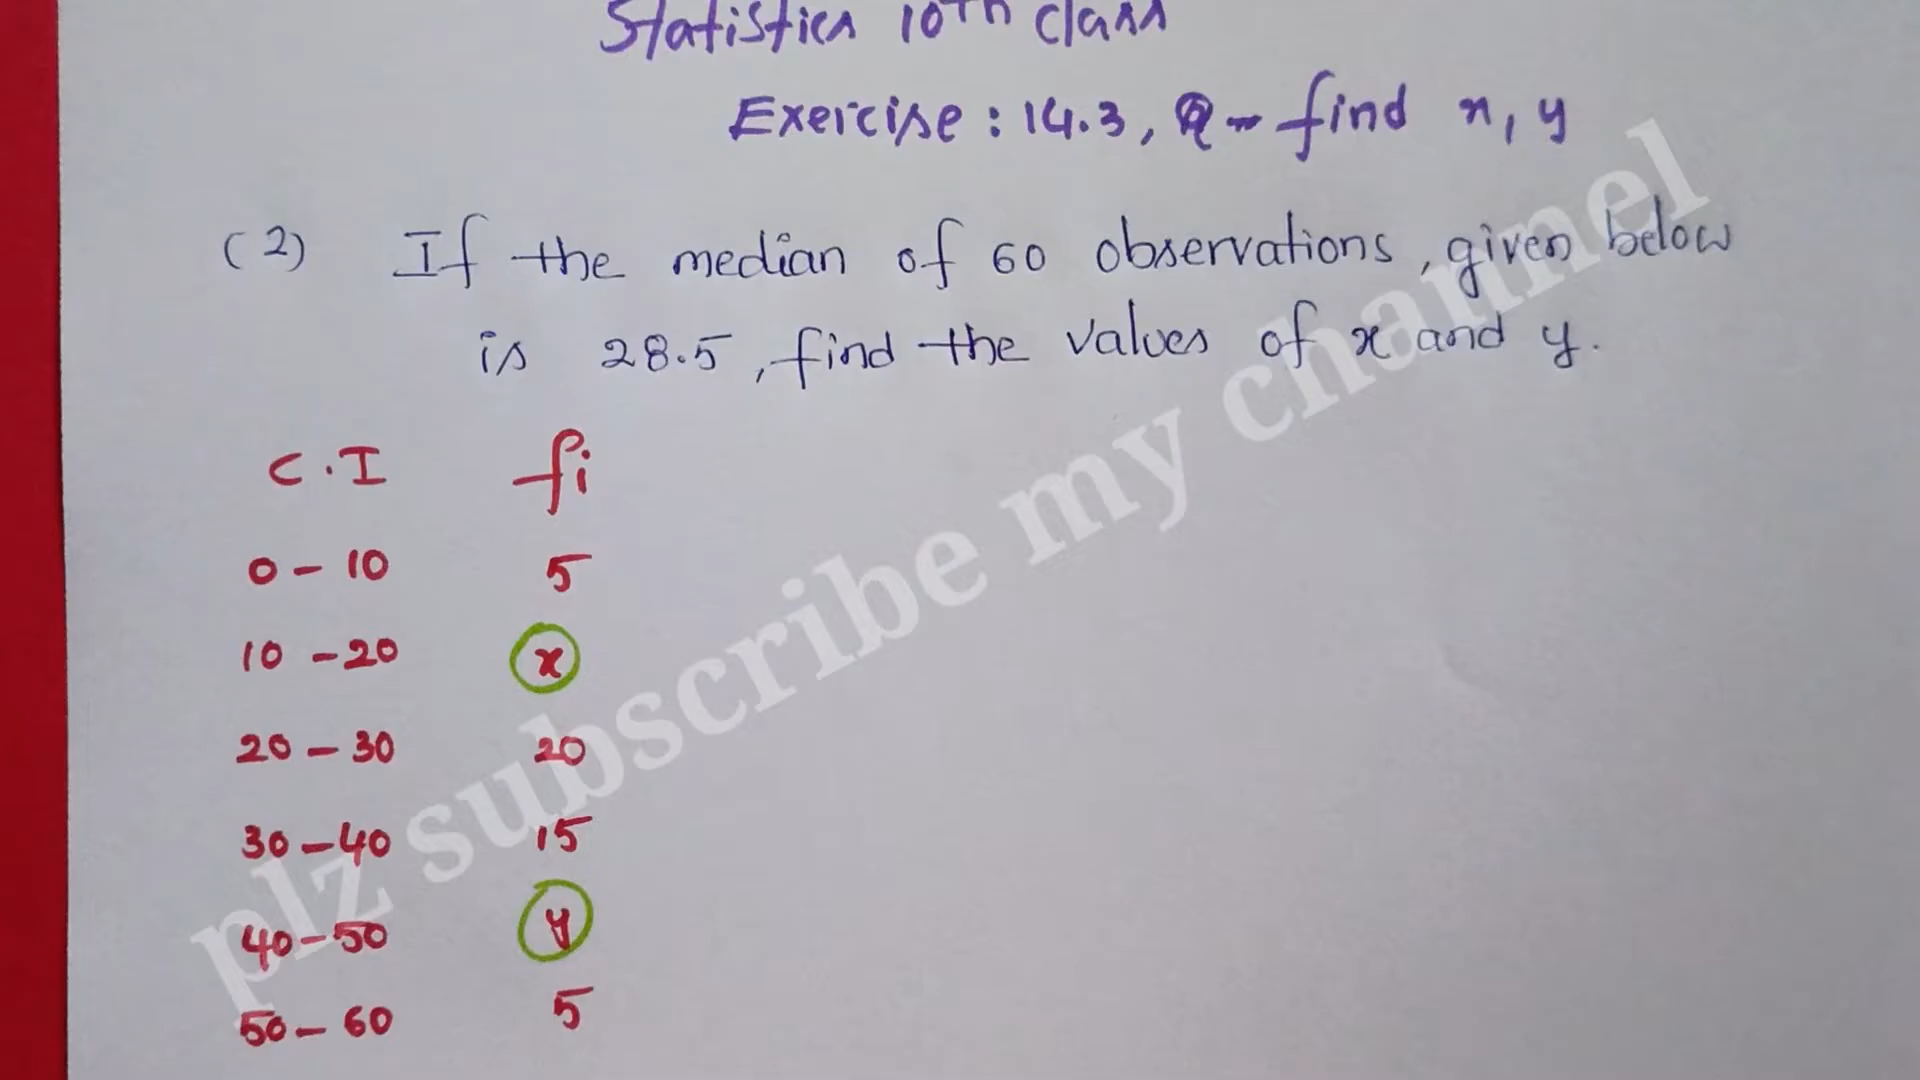 Statistics 10th class
Exercise : 14.3, Q - find x, y
(2) If the median of 60 observations, given below
is 28.5, find the values of x and y.
C.I fi
0 - 10 5
10 - 20 x
20 - 30 20
30 - 40 15
40 - 50 y
50 - 60 5
plz subscribe my channel